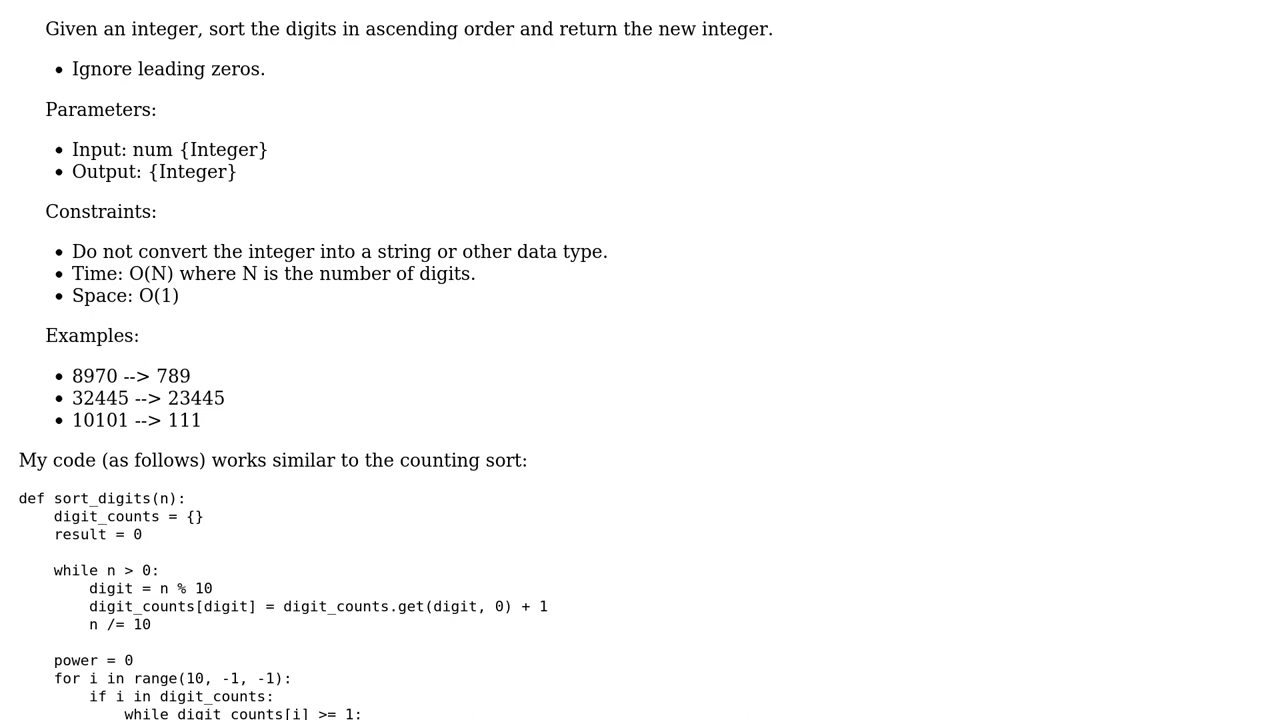 Given an integer, sort the digits in ascending order and return the new integer.
• Ignore leading zeros.
Parameters:
• Input: num {Integer}
• Output: {Integer}
Constraints:
• Do not convert the integer into a string or other data type.
• Time: O(N) where N is the number of digits.
• Space: O(1)
Examples:
• 8970 --> 789
• 32445 --> 23445
• 10101 --> 111
My code (as follows) works similar to the counting sort:
def sort_digits(n):
    digit_counts = {}
    result = 0
    while n > 0:
        digit = n % 10
        digit_counts[digit] = digit_counts.get(digit, 0) + 1
        n /= 10
    power = 0
    for i in range(10, -1, -1):
        if i in digit_counts:
            while digit_counts[i] >= 1: